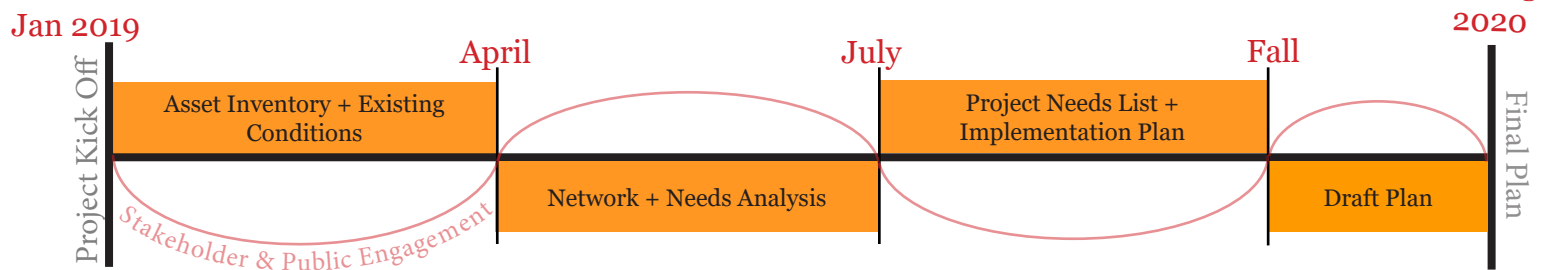 Jan 2019
April
July
Fall
2020
Project Kick Off
Asset Inventory + Existing
Conditions
Project Needs List +
Implementation Plan
Final Plan
Network + Needs Analysis
Draft Plan
Stakeholder & Public Engagement